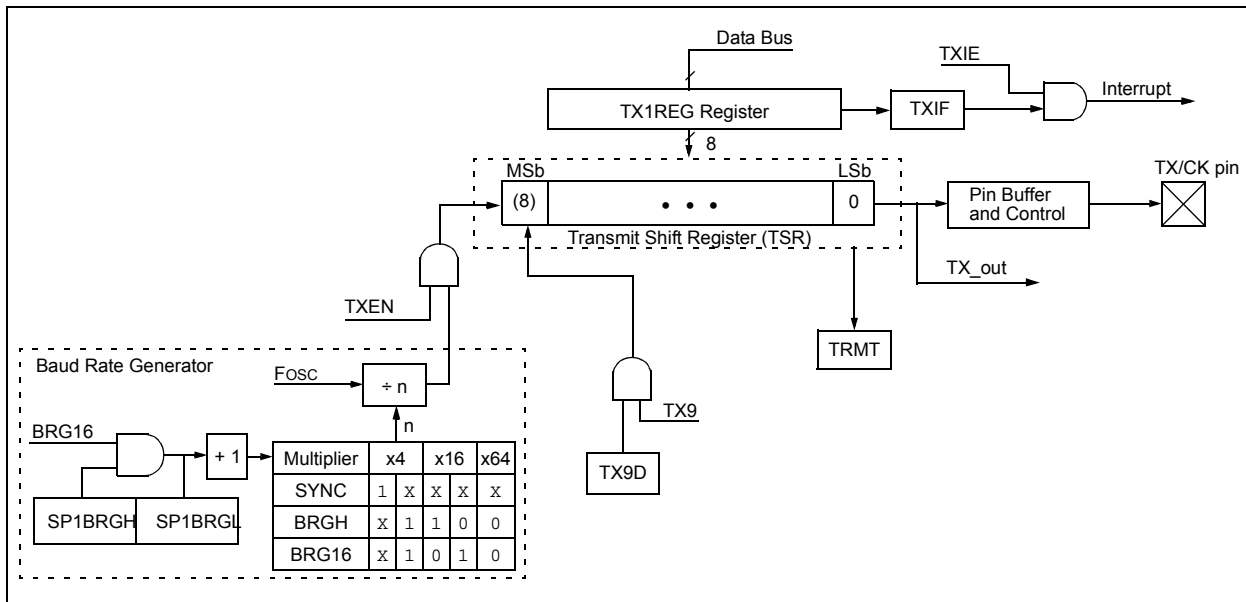 Data Bus
TXIE
Interrupt
TX1REG Register
TXIF
8
MSb
LSb
TX/CK pin
(8)
• • •
0
Pin Buffer
and Control
Transmit Shift Register (TSR)
TX_out
TXEN
TRMT
Baud Rate Generator
FOSC
÷ n
TX9
n
BRG16
+ 1
Multiplier x4 x16 x64
TX9D
SYNC 1 X X X X
SP1BRGH SP1BRGL
BRGH X 1 1 0 0
BRG16 X 1 0 1 0